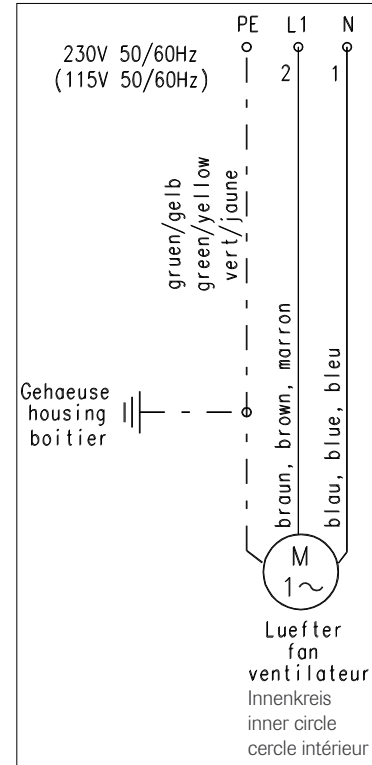 PE L1 N
230V 50/60Hz
(115V 50/60Hz)
2 1
gruen/gelb
green/yellow
vert/jaune
braun, brown, marron
blau, blue, bleu
Gehaeuse
housing
boitier
M
1~
Luefter
fan
ventilateur
Innenkreis
inner circle
cercle intérieur